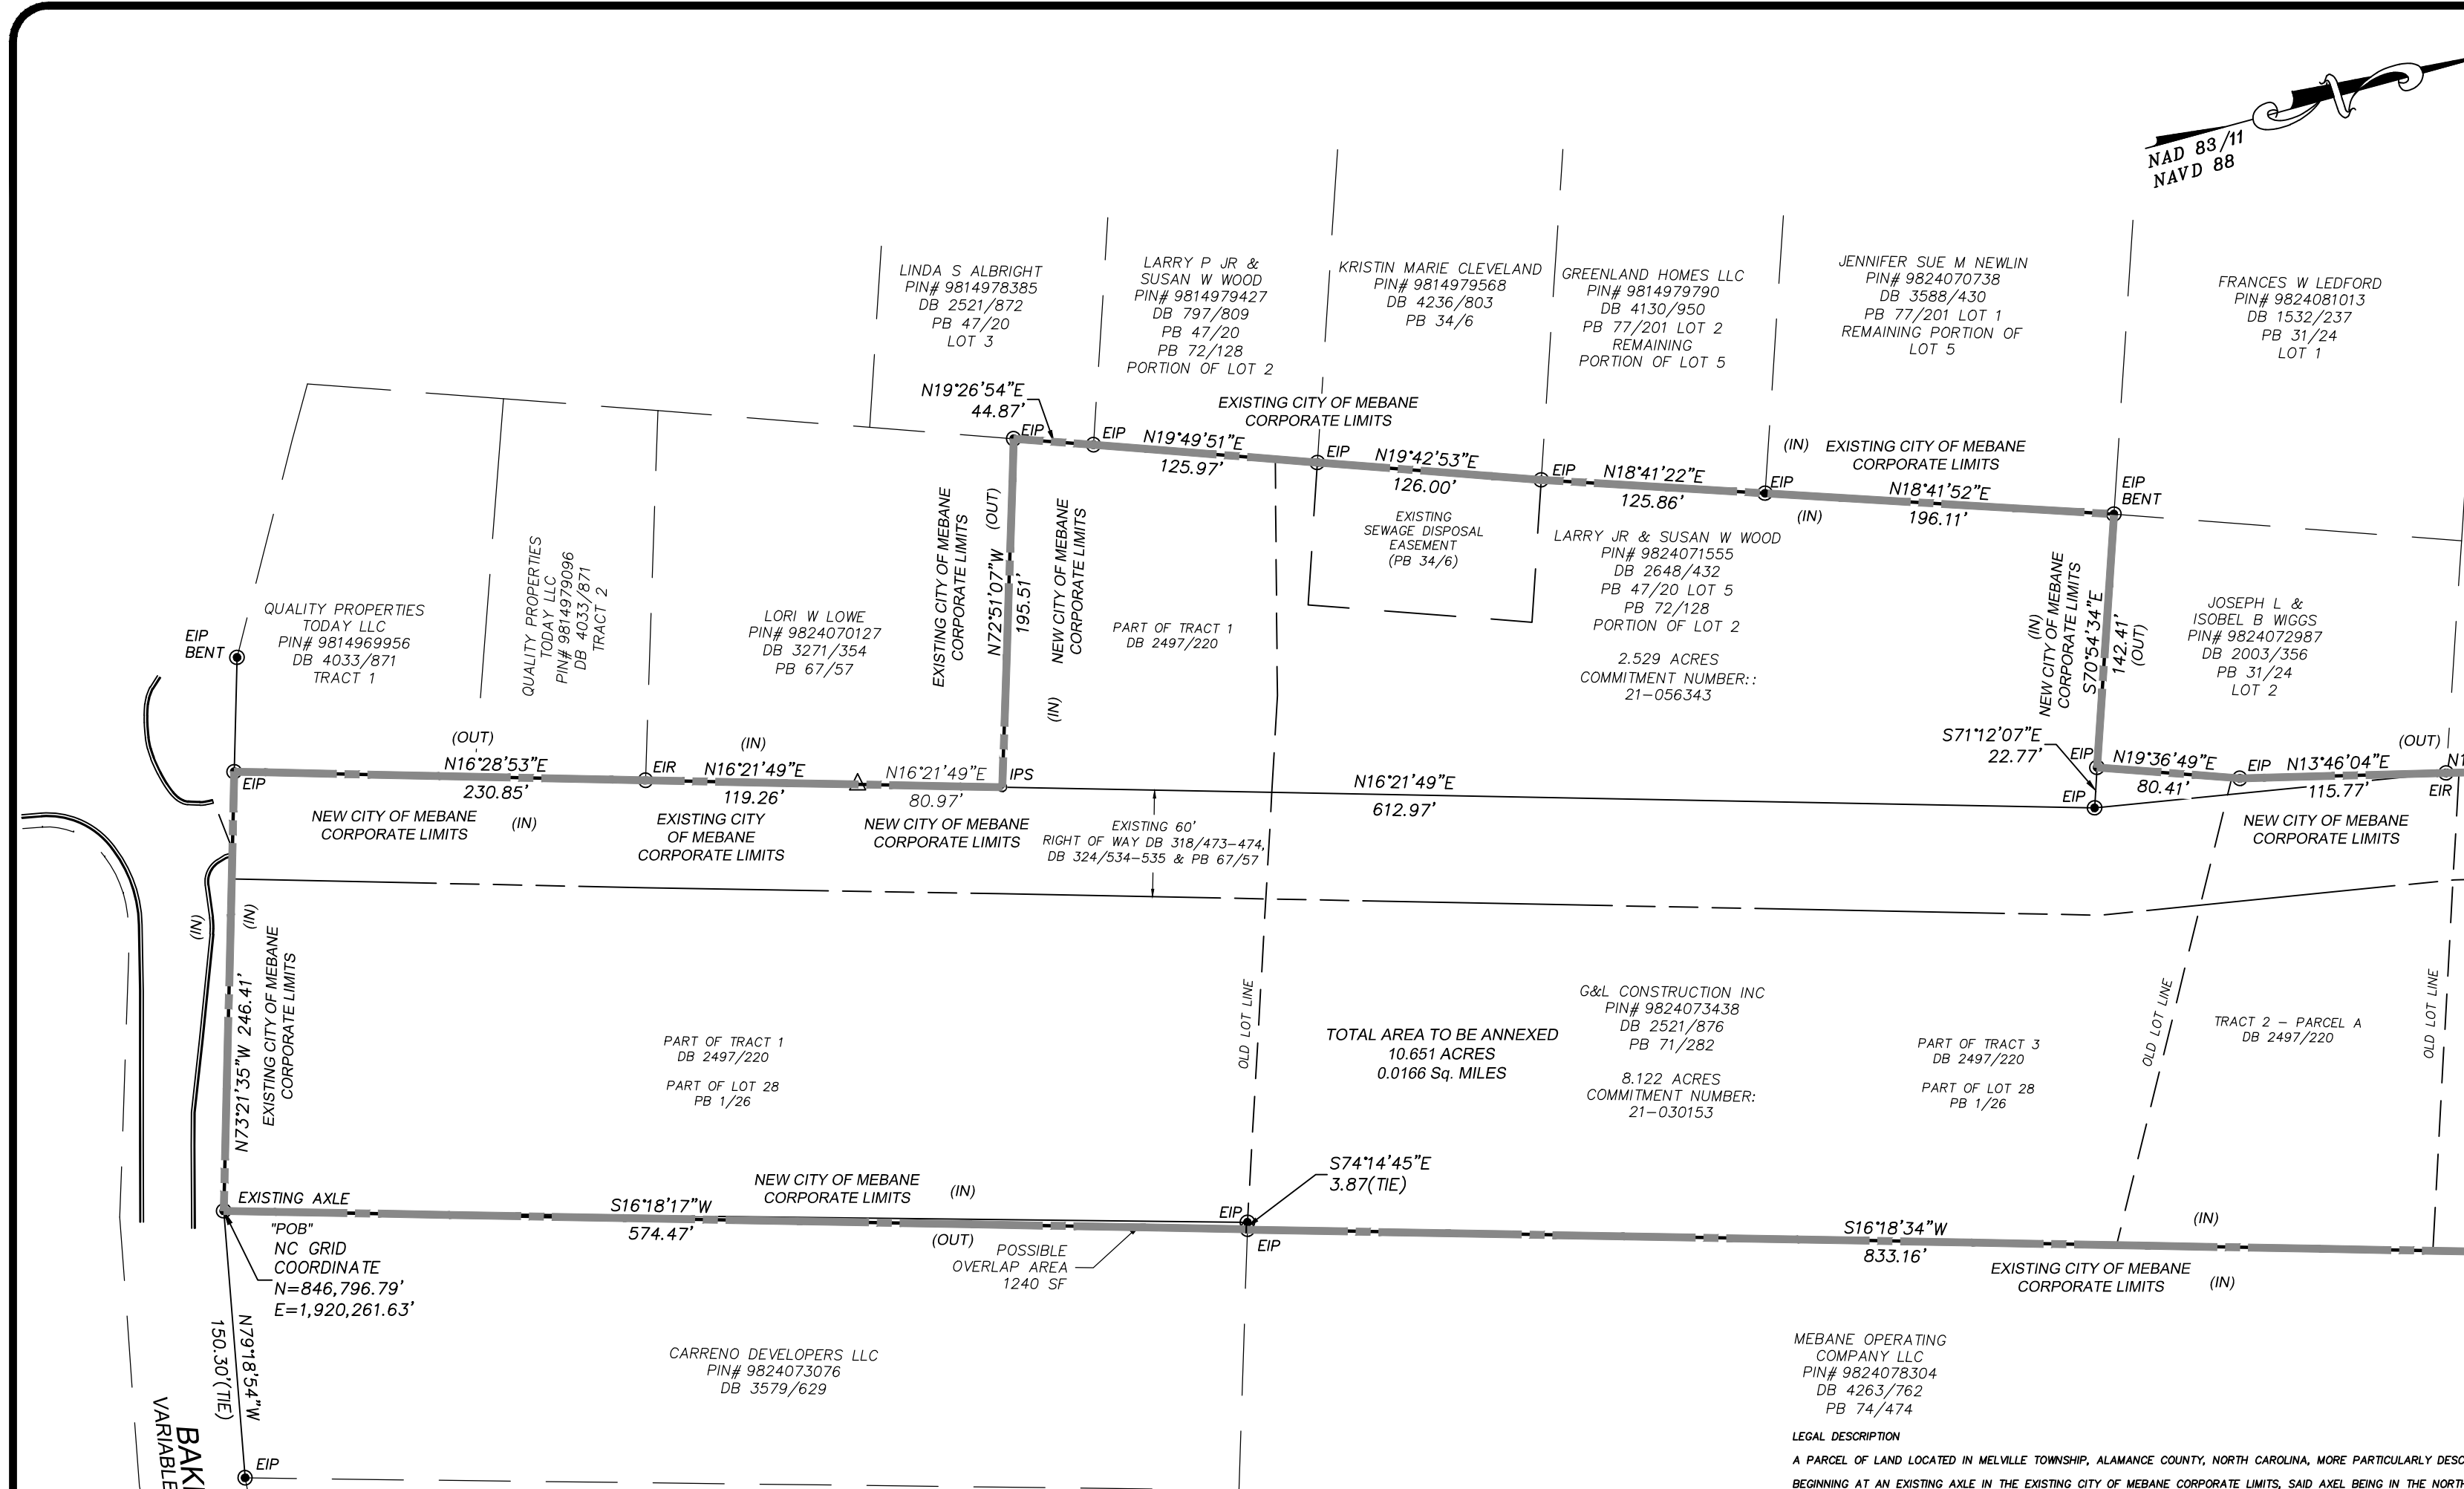 NAD 83/11
NAVD 88
LINDA S ALBRIGHT
PIN# 9814978385
DB 2521/872
PB 47/20
LOT 3
LARRY P JR &
SUSAN W WOOD
PIN# 9814979427
DB 797/809
PB 47/20
PB 72/128
PORTION OF LOT 2
KRISTIN MARIE CLEVELAND
PIN# 9814979568
DB 4236/803
PB 34/6
GREENLAND HOMES LLC
PIN# 9814979790
DB 4130/950
PB 77/201 LOT 2
REMAINING
PORTION OF LOT 5
JENNIFER SUE M NEWLIN
PIN# 9824070738
DB 3588/430
PB 77/201 LOT 1
REMAINING PORTION OF
LOT 5
FRANCES W LEDFORD
PIN# 9824081013
DB 1532/237
PB 31/24
LOT 1
N19°26'54"E
44.87'
EIP
EIP
N19°49'51"E
125.97'
EXISTING CITY OF MEBANE
CORPORATE LIMITS
EIP
N19°42'53"E
126.00'
EIP
N18°41'22"E
125.86'
(IN)
EXISTING CITY OF MEBANE
CORPORATE LIMITS
EIP
(IN)
N18°41'52"E
196.11'
EIP
BENT
EIP
BENT
QUALITY PROPERTIES
TODAY LLC
PIN# 9814969956
DB 4033/871
TRACT 1
QUALITY PROPERTIES
TODAY LLC
PIN# 9814979096
DB 4033/871
TRACT 2
LORI W LOWE
PIN# 9824070127
DB 3271/354
PB 67/57
EXISTING CITY OF MEBANE
CORPORATE LIMITS
(OUT)
N72°51'07"W
195.51'
NEW CITY OF MEBANE
CORPORATE LIMITS
(IN)
PART OF TRACT 1
DB 2497/220
EXISTING
SEWAGE DISPOSAL
EASEMENT
(PB 34/6)
LARRY JR & SUSAN W WOOD
PIN# 9824071555
DB 2648/432
PB 47/20 LOT 5
PB 72/128
PORTION OF LOT 2
2.529 ACRES
COMMITMENT NUMBER::
21-056343
(IN)
NEW CITY OF MEBANE
CORPORATE LIMITS
S70°54'34"E
142.41'
(OUT)
JOSEPH L &
ISOBEL B WIGGS
PIN# 9824072987
DB 2003/356
PB 31/24
LOT 2
(OUT)
N16°28'53"E
230.85'
EIP
NEW CITY OF MEBANE
CORPORATE LIMITS
(IN)
EIR
(IN)
N16°21'49"E
119.26'
EXISTING CITY
OF MEBANE
CORPORATE LIMITS
N16°21'49"E
80.97'
NEW CITY OF MEBANE
CORPORATE LIMITS
IPS
EXISTING 60'
RIGHT OF WAY DB 318/473-474,
DB 324/534-535 & PB 67/57
N16°21'49"E
612.97'
S71°12'07"E
22.77'
EIP
EIP
N19°36'49"E
80.41'
EIP
N13°46'04"E
115.77'
(OUT)
N1
EIR
NEW CITY OF MEBANE
CORPORATE LIMITS
(IN)
(IN)
N73°21'35"W 246.41'
EXISTING CITY OF MEBANE
CORPORATE LIMITS
PART OF TRACT 1
DB 2497/220
PART OF LOT 28
PB 1/26
OLD LOT LINE
TOTAL AREA TO BE ANNEXED
10.651 ACRES
0.0166 Sq. MILES
G&L CONSTRUCTION INC
PIN# 9824073438
DB 2521/876
PB 71/282
8.122 ACRES
COMMITMENT NUMBER:
21-030153
PART OF TRACT 3
DB 2497/220
PART OF LOT 28
PB 1/26
OLD LOT LINE
TRACT 2 - PARCEL A
DB 2497/220
OLD LOT LINE
EXISTING AXLE
"POB"
NC GRID
COORDINATE
N=846,796.79'
E=1,920,261.63'
S16°18'17"W
574.47'
NEW CITY OF MEBANE
CORPORATE LIMITS
(IN)
(OUT)
POSSIBLE
OVERLAP AREA
1240 SF
S74°14'45"E
3.87(TIE)
EIP
EIP
S16°18'34"W
833.16'
(IN)
EXISTING CITY OF MEBANE
CORPORATE LIMITS
(IN)
N79°18'54"W
150.30'(TIE)
EIP
BAK
VARIABLE
CARRENO DEVELOPERS LLC
PIN# 9824073076
DB 3579/629
MEBANE OPERATING
COMPANY LLC
PIN# 9824078304
DB 4263/762
PB 74/474
LEGAL DESCRIPTION
A PARCEL OF LAND LOCATED IN MELVILLE TOWNSHIP, ALAMANCE COUNTY, NORTH CAROLINA, MORE PARTICULARLY DESC
BEGINNING AT AN EXISTING AXLE IN THE EXISTING CITY OF MEBANE CORPORATE LIMITS, SAID AXEL BEING IN THE NORTH